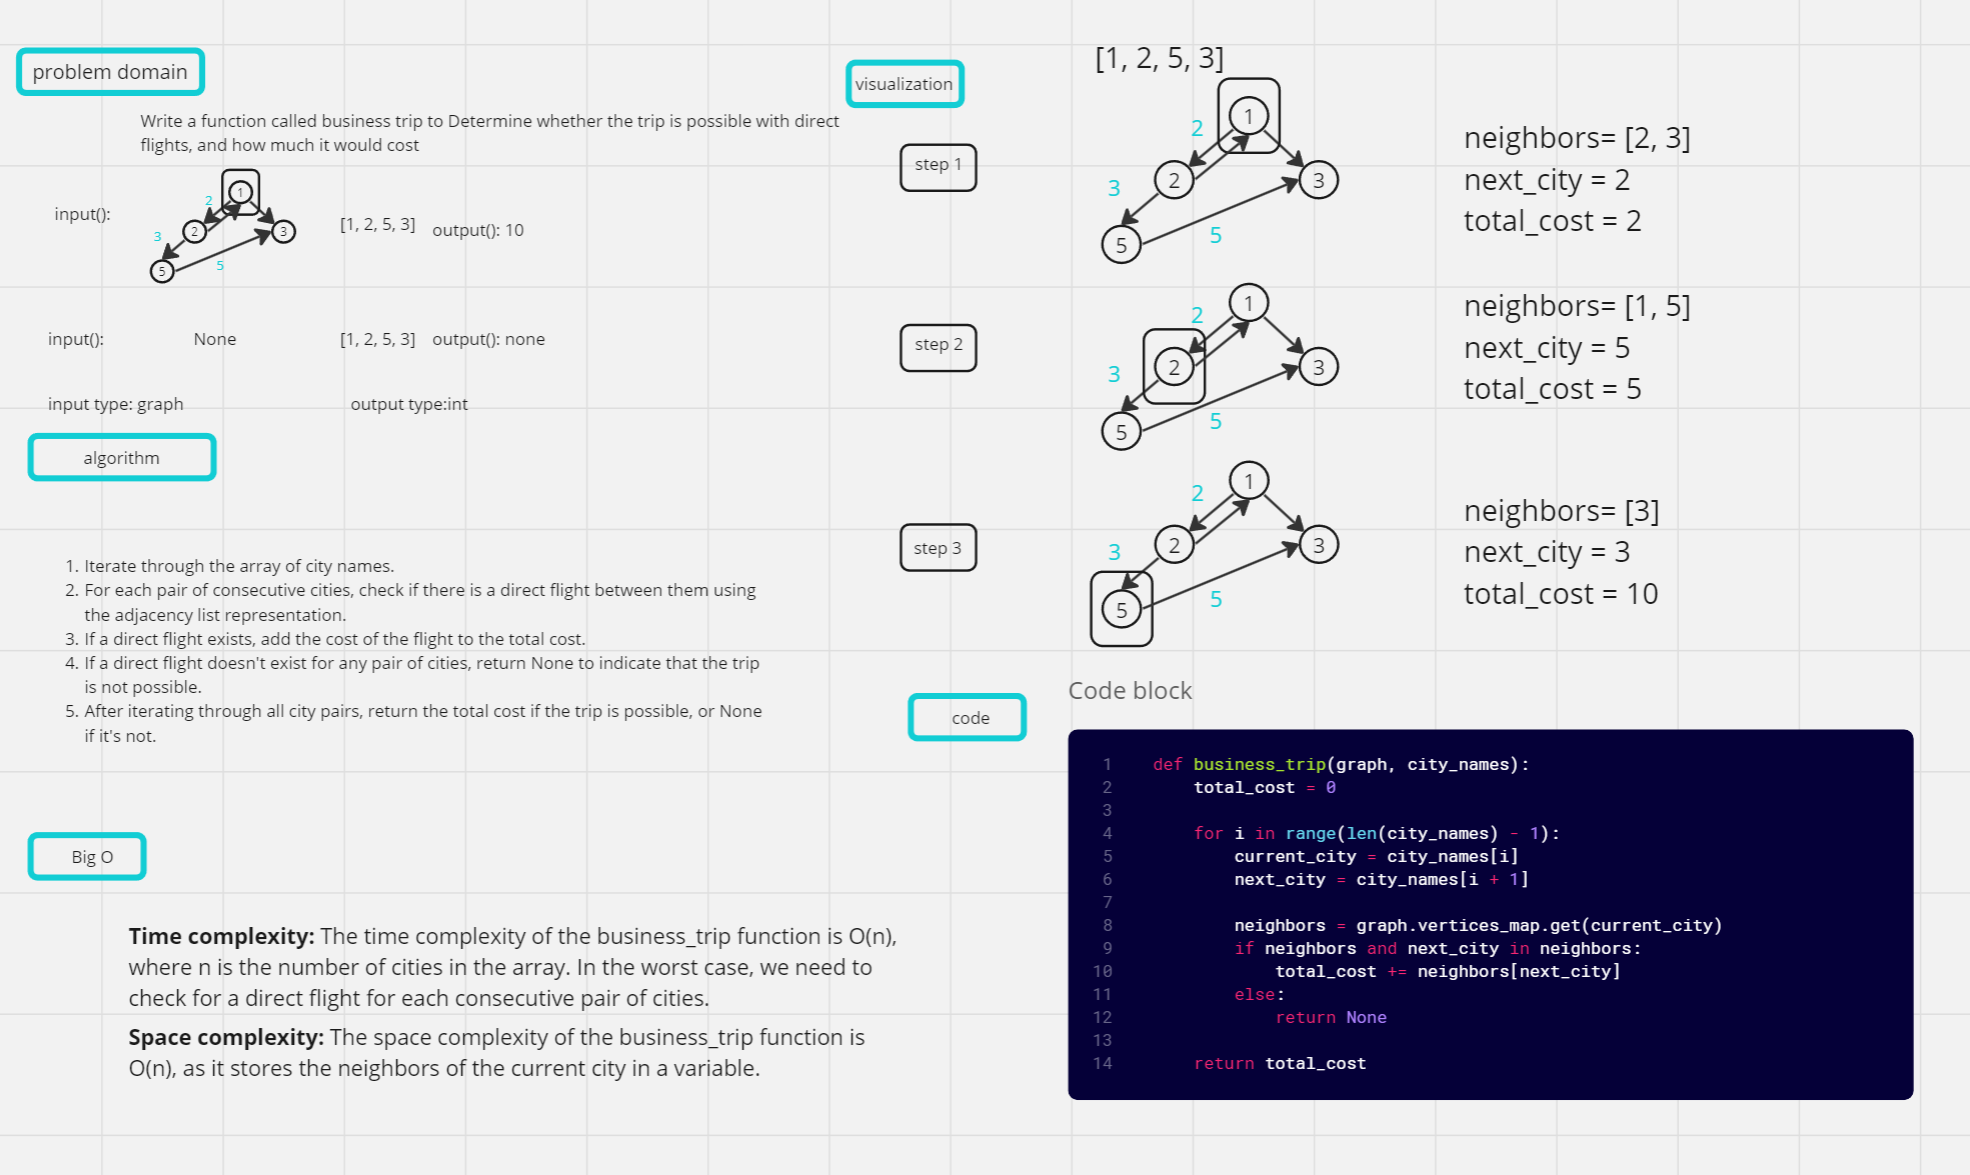 problem domain
Write a function called business trip to Determine whether the trip is possible with direct
flights, and how much it would cost
input():
1
2
2
3
3
5
5
[1, 2, 5, 3]
output(): 10
input():
None
[1, 2, 5, 3]
output(): none
input type: graph
output type:int
algorithm
1. Iterate through the array of city names.
2. For each pair of consecutive cities, check if there is a direct flight between them using
the adjacency list representation.
3. If a direct flight exists, add the cost of the flight to the total cost.
4. If a direct flight doesn't exist for any pair of cities, return None to indicate that the trip
is not possible.
5. After iterating through all city pairs, return the total cost if the trip is possible, or None
if it's not.
Big O
Time complexity: The time complexity of the business_trip function is O(n),
where n is the number of cities in the array. In the worst case, we need to
check for a direct flight for each consecutive pair of cities.
Space complexity: The space complexity of the business_trip function is
O(n), as it stores the neighbors of the current city in a variable.
visualization
[1, 2, 5, 3]
step 1
1
2
2
3
3
5
5
neighbors= [2, 3]
next_city = 2
total_cost = 2
step 2
1
2
2
3
3
5
5
neighbors= [1, 5]
next_city = 5
total_cost = 5
step 3
1
2
2
3
3
5
5
neighbors= [3]
next_city = 3
total_cost = 10
code
Code block
1 def business_trip(graph, city_names):
2 total_cost = 0
3
4 for i in range(len(city_names) - 1):
5 current_city = city_names[i]
6 next_city = city_names[i + 1]
7
8 neighbors = graph.vertices_map.get(current_city)
9 if neighbors and next_city in neighbors:
10 total_cost += neighbors[next_city]
11 else:
12 return None
13
14 return total_cost